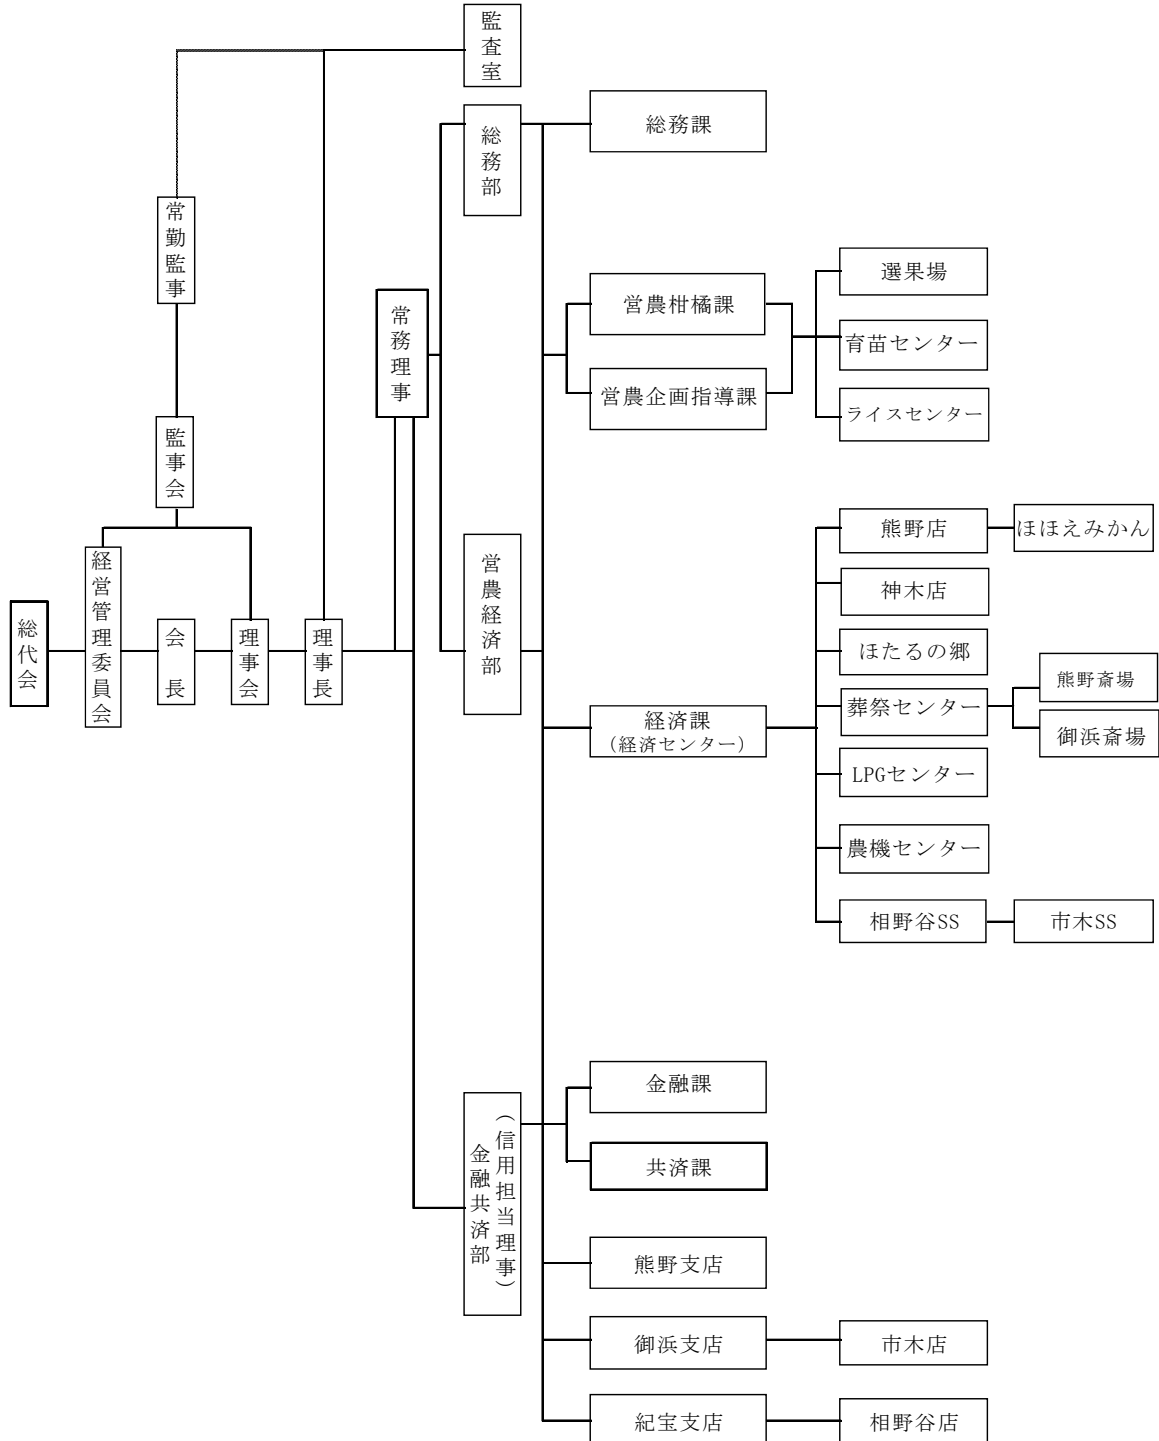 監査室
総務部
総務課
常勤監事
選果場
営農柑橘課
常務理事
育苗センター
営農企画指導課
ライスセンター
監事会
熊野店
ほほえみかん
営農経済部
経営管理委員会
神木店
総代会
会長
理事会
理事長
ほたるの郷
熊野斎場
葬祭センター
経済課
（経済センター）
御浜斎場
LPGセンター
農機センター
相野谷SS
市木SS
金融課
金融共済部
（信用担当理事）
共済課
熊野支店
御浜支店
市木店
紀宝支店
相野谷店